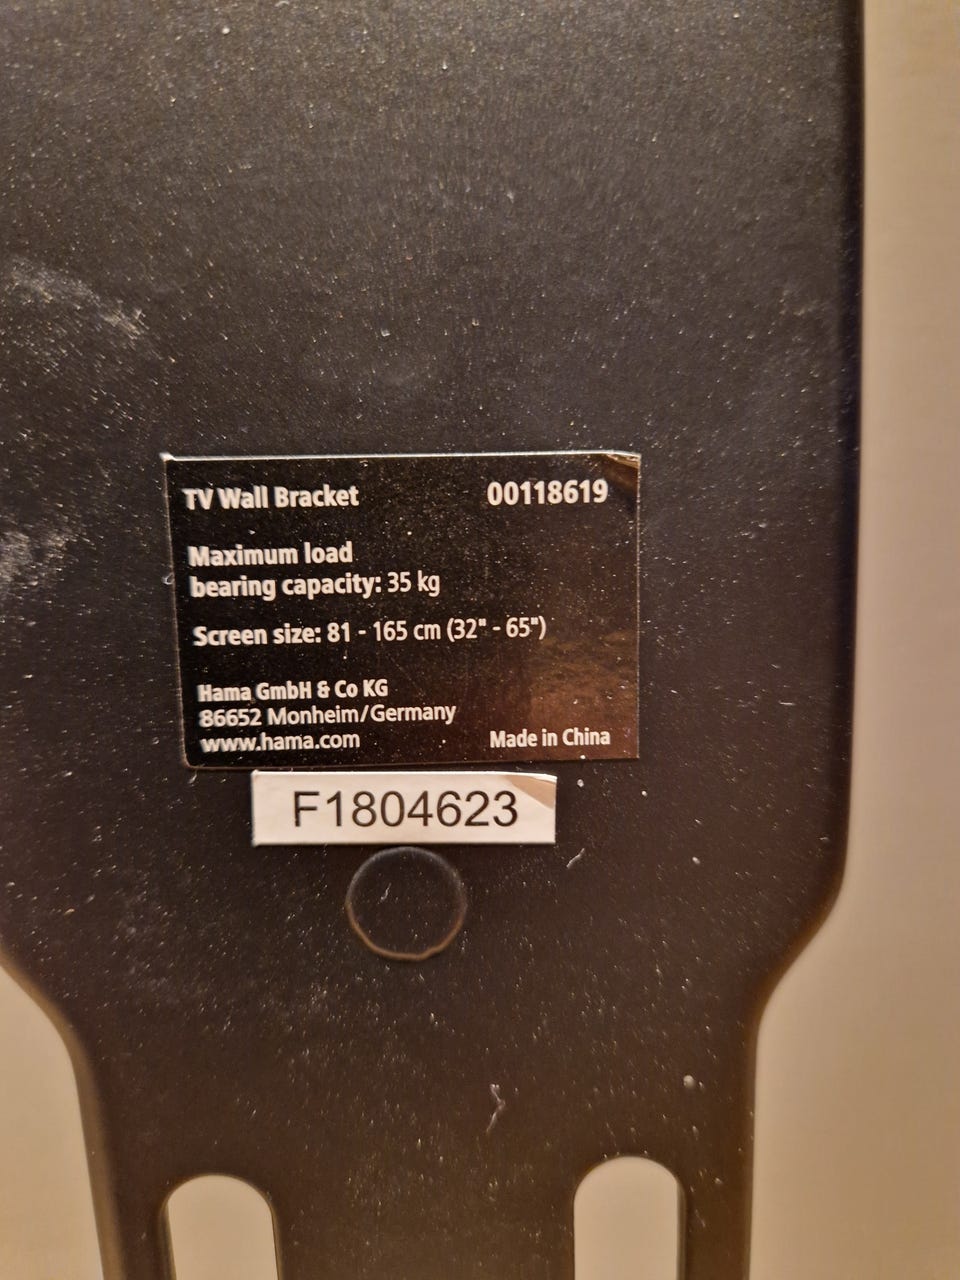 TV Wall Bracket 00118619
Maximum load
bearing capacity: 35 kg
Screen size: 81 - 165 cm (32" - 65")
Hama GmbH & Co KG
86652 Monheim/Germany
www.hama.com Made in China
F1804623